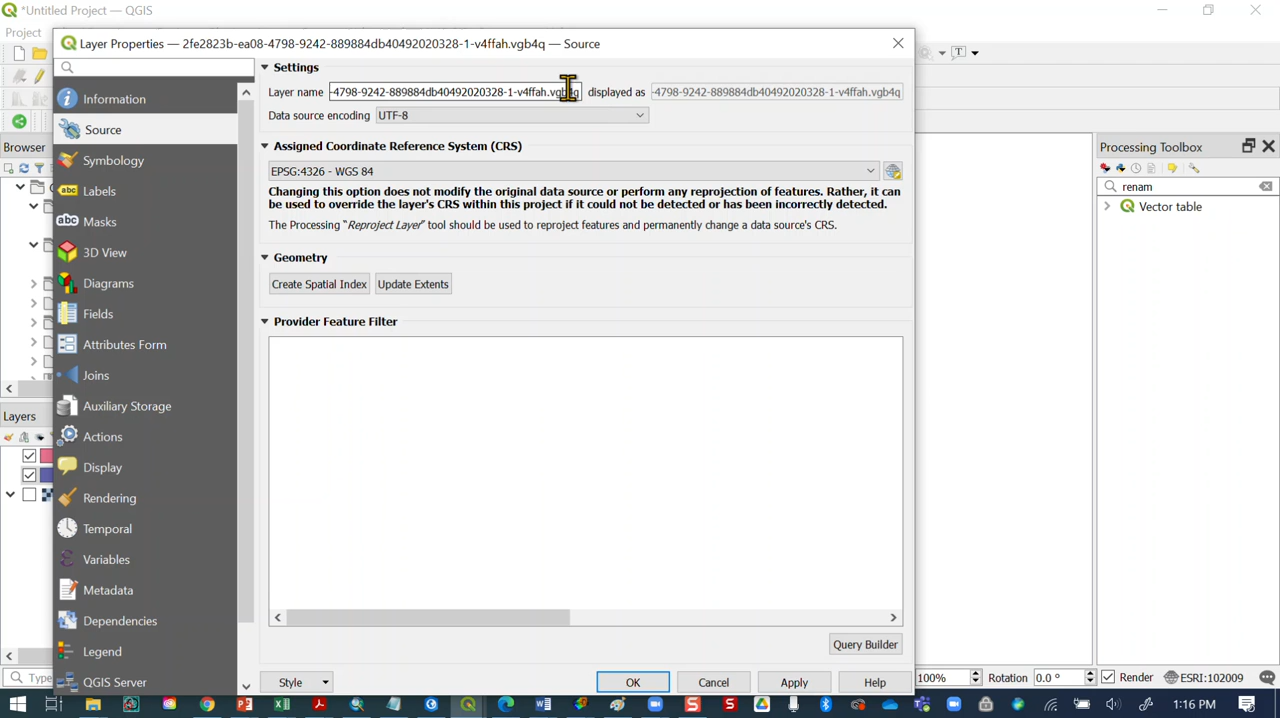 *Untitled Project — QGIS
Project
Layer Properties — 2fe2823b-ea08-4798-9242-889884db40492020328-1-v4ffah.vgb4q — Source
Information
Source
Symbology
Labels
Masks
3D View
Diagrams
Fields
Attributes Form
Joins
Auxiliary Storage
Actions
Display
Rendering
Temporal
Variables
Metadata
Dependencies
Legend
QGIS Server
Settings
Layer name -4798-9242-889884db40492020328-1-v4ffah.vgb4q displayed as -4798-9242-889884db40492020328-1-v4ffah.vgb4q
Data source encoding UTF-8
Assigned Coordinate Reference System (CRS)
EPSG:4326 - WGS 84
Changing this option does not modify the original data source or perform any reprojection of features. Rather, it can
be used to override the layer's CRS within this project if it could not be detected or has been incorrectly detected.
The Processing "Reproject Layer" tool should be used to reproject features and permanently change a data source's CRS.
Geometry
Create Spatial Index Update Extents
Provider Feature Filter
Query Builder
Style OK Cancel Apply Help
Browser
Layers
Processing Toolbox
renam
Vector table
Type
100% Rotation 0.0 ° Render ESRI:102009
1:16 PM